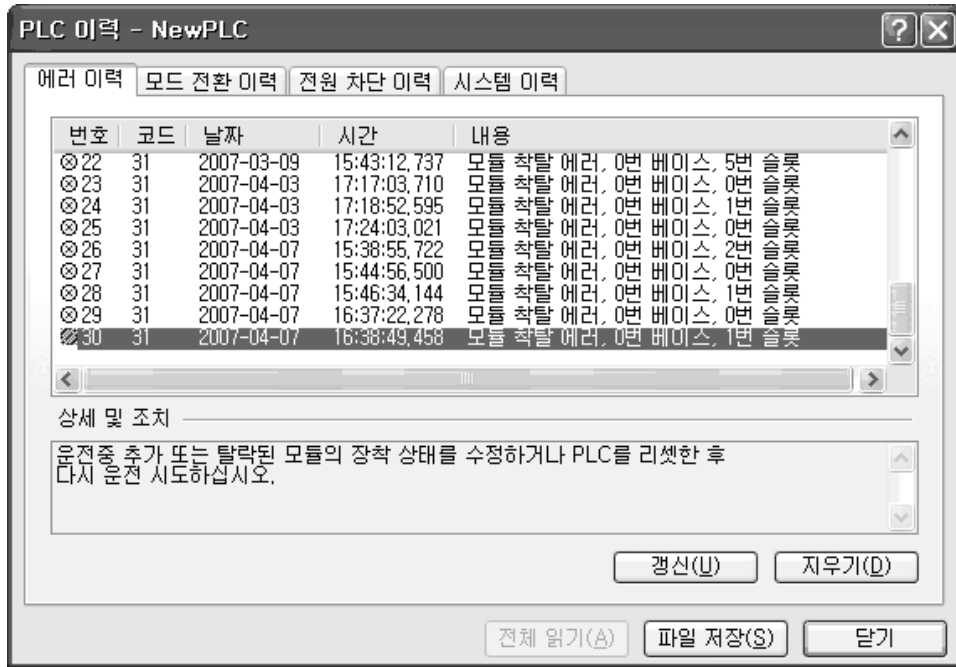 PLC 이력 - NewPLC
에러 이력 모드 전환 이력 전원 차단 이력 시스템 이력
번호 코드 날짜 시간 내용
22 31 2007-03-09 15:43:12,737 모듈 착탈 에러, 0번 베이스, 5번 슬롯
23 31 2007-04-03 17:17:03,710 모듈 착탈 에러, 0번 베이스, 0번 슬롯
24 31 2007-04-03 17:18:52,595 모듈 착탈 에러, 0번 베이스, 1번 슬롯
25 31 2007-04-03 17:24:03,021 모듈 착탈 에러, 0번 베이스, 0번 슬롯
26 31 2007-04-07 15:38:55,722 모듈 착탈 에러, 0번 베이스, 2번 슬롯
27 31 2007-04-07 15:44:56,500 모듈 착탈 에러, 0번 베이스, 0번 슬롯
28 31 2007-04-07 15:46:34,144 모듈 착탈 에러, 0번 베이스, 1번 슬롯
29 31 2007-04-07 16:37:22,278 모듈 착탈 에러, 0번 베이스, 0번 슬롯
30 31 2007-04-07 16:38:49,458 모듈 착탈 에러, 0번 베이스, 1번 슬롯
상세 및 조치
운전중 추가 또는 탈락된 모듈의 장착 상태를 수정하거나 PLC를 리셋한 후
다시 운전 시도하십시오.
갱신(U) 지우기(D)
전체 읽기(A) 파일 저장(S) 닫기